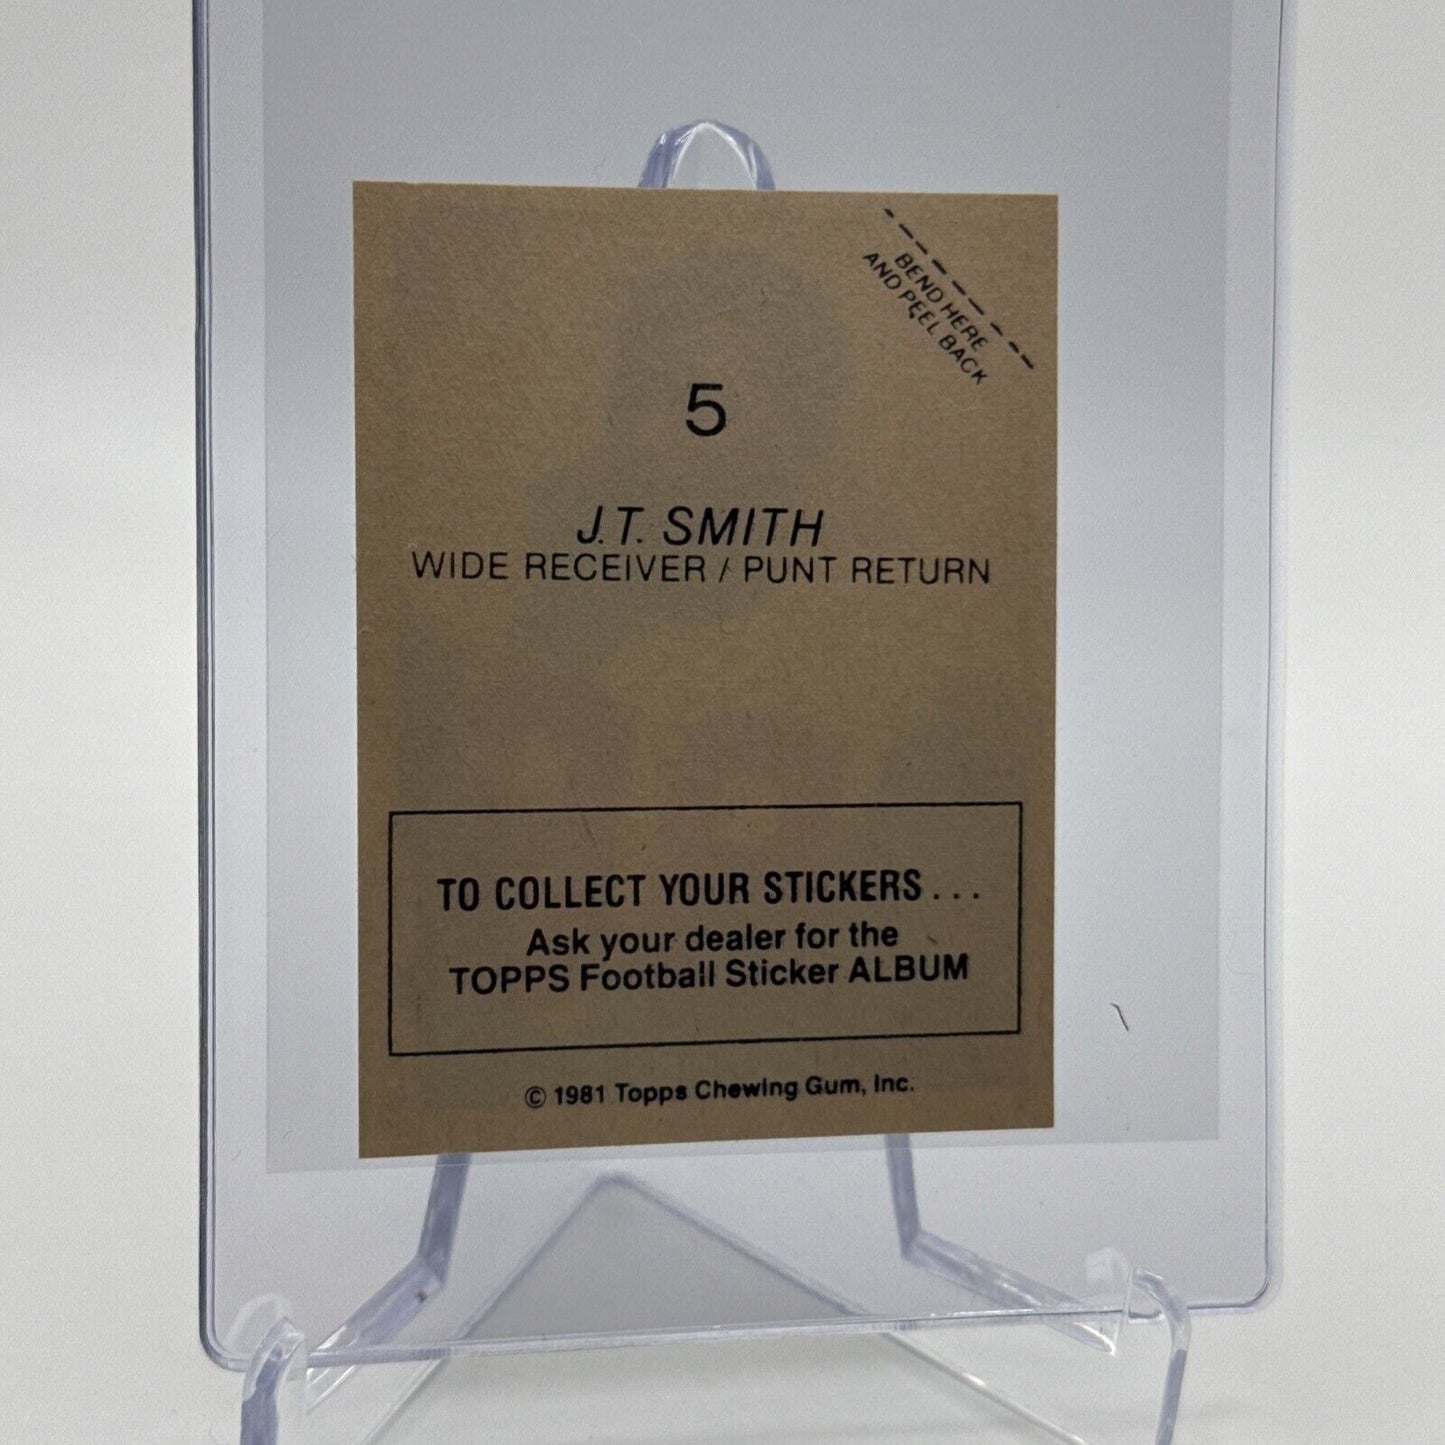 BEND HERE
AND PEEL BACK
5
J.T. SMITH
WIDE RECEIVER / PUNT RETURN
TO COLLECT YOUR STICKERS . . .
Ask your dealer for the
TOPPS Football Sticker ALBUM
© 1981 Topps Chewing Gum, Inc.